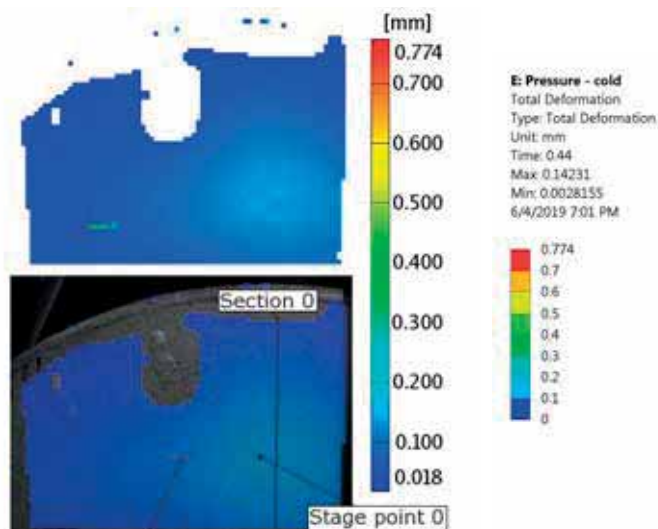 [mm]
0.774
0.700
0.600
0.500
0.400
0.300
0.200
0.100
0.018
Section 0
Stage point 0
E: Pressure - cold
Total Deformation
Type: Total Deformation
Unit: mm
Time: 0.44
Max: 0.14231
Min: 0.0028155
6/4/2019 7:01 PM
0.774
0.7
0.6
0.5
0.4
0.3
0.2
0.1
0